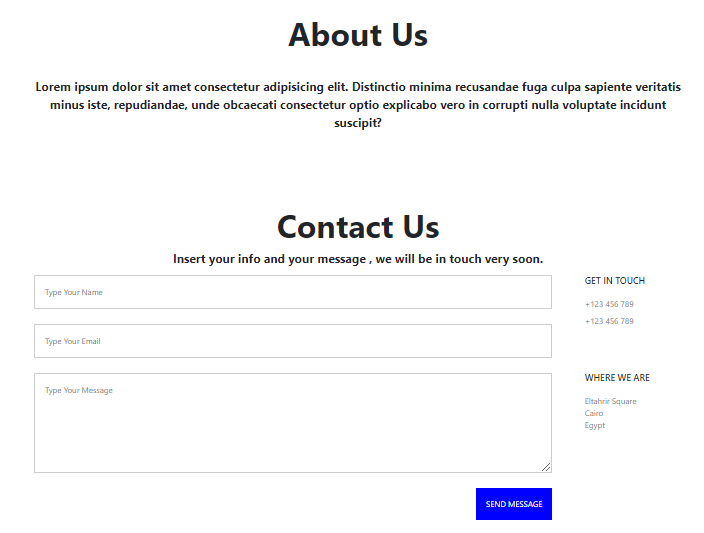 About Us
Lorem ipsum dolor sit amet consectetur adipisicing elit. Distinctio minima recusandae fuga culpa sapiente veritatis
minus iste, repudiandae, unde obcaecati consectetur optio explicabo vero in corrupti nulla voluptate incidunt
suscipit?
Contact Us
Insert your info and your message , we will be in touch very soon.
Type Your Name
Type Your Email
Type Your Message
SEND MESSAGE
GET IN TOUCH
+123 456 789
+123 456 789
WHERE WE ARE
Eltahrir Square
Cairo
Egypt